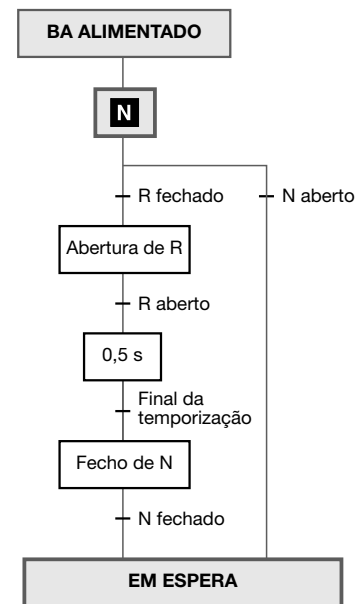 BA ALIMENTADO
N
R fechado
N aberto
Abertura de R
R aberto
0,5 s
Final da
temporização
Fecho de N
N fechado
EM ESPERA